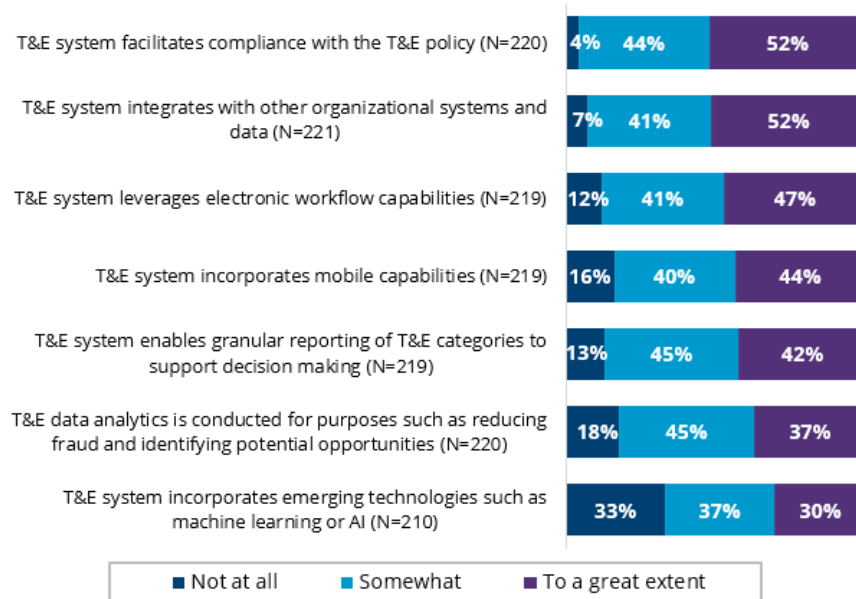 T&E system facilitates compliance with the T&E policy (N=220)
4% 44% 52%
T&E system integrates with other organizational systems and
data (N=221)
7% 41% 52%
T&E system leverages electronic workflow capabilities (N=219)
12% 41% 47%
T&E system incorporates mobile capabilities (N=219)
16% 40% 44%
T&E system enables granular reporting of T&E categories to
support decision making (N=219)
13% 45% 42%
T&E data analytics is conducted for purposes such as reducing
fraud and identifying potential opportunities (N=220)
18% 45% 37%
T&E system incorporates emerging technologies such as
machine learning or AI (N=210)
33% 37% 30%
Not at all Somewhat To a great extent